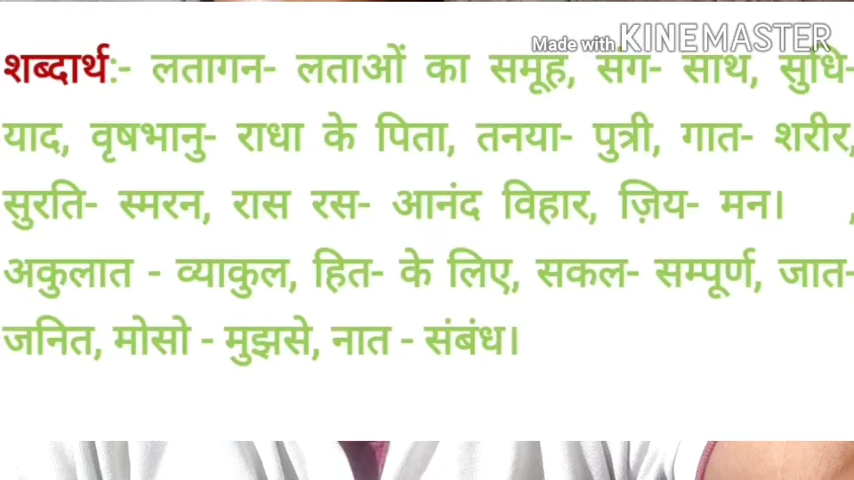 Made with KINEMASTER
शब्दार्थ:- लतागन- लताओं का समूह, संग- साथ, सुधि-
याद, वृषभानु- राधा के पिता, तनया- पुत्री, गात- शरीर,
सुरति- स्मरन, रास रस- आनंद विहार, ज़िय- मन। ,
अकुलात - व्याकुल, हित- के लिए, सकल- सम्पूर्ण, जात-
जनित, मोसो - मुझसे, नात - संबंध।